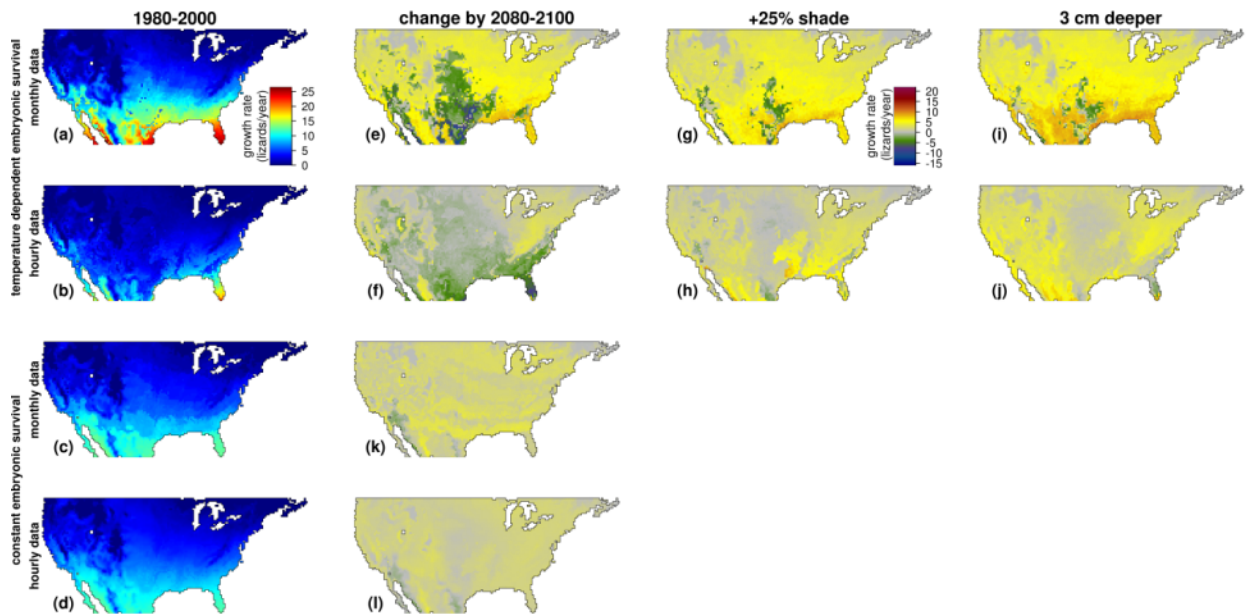 1980-2000
change by 2080-2100
+25% shade
3 cm deeper
temperature dependent embryonic survival
monthly data
(a)
growth rate
(lizards/year)
25
20
15
10
5
0
(e)
(g)
growth rate
(lizards/year)
20
15
10
5
0
-5
-10
-15
(i)
hourly data
(b)
(f)
(h)
(j)
constant embryonic survival
monthly data
(c)
(k)
hourly data
(d)
(l)